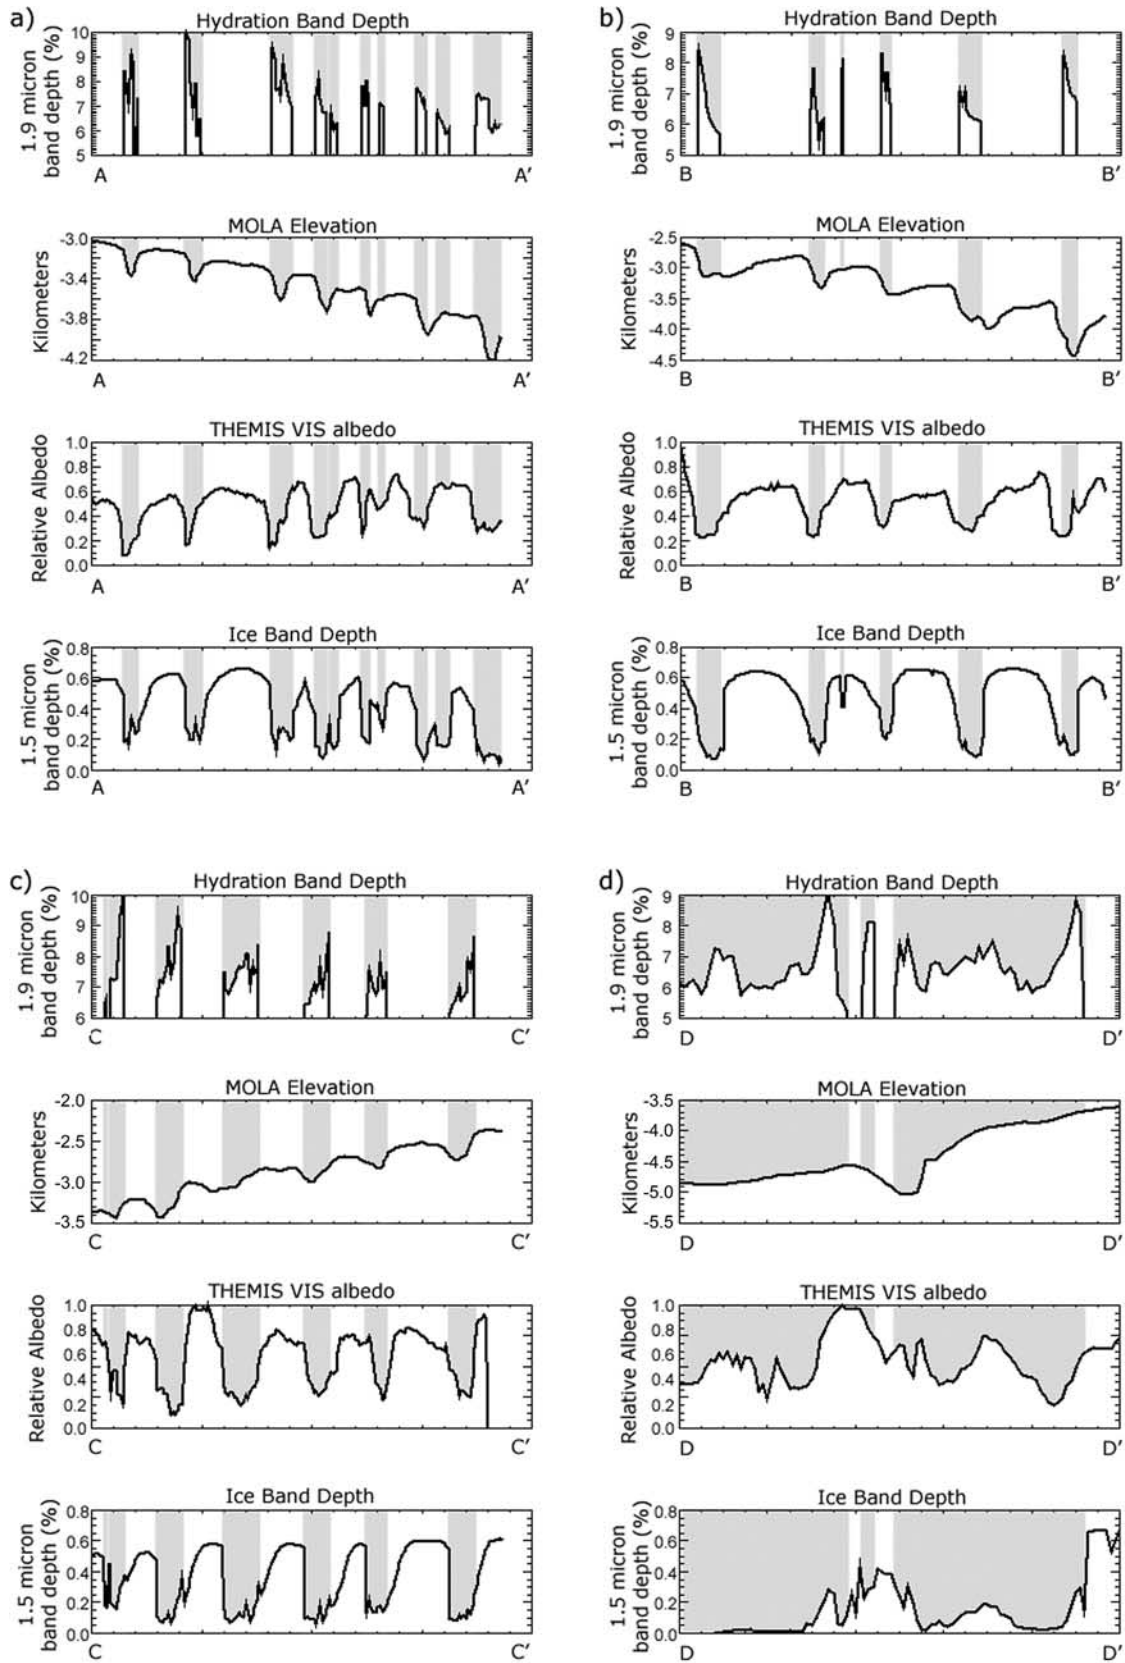 a)
Hydration Band Depth
1.9 micron
band depth (%)
10
9
8
7
6
5
A
A′
MOLA Elevation
Kilometers
-3.0
-3.4
-3.8
-4.2
A
A′
THEMIS VIS albedo
Relative Albedo
1.0
0.8
0.6
0.4
0.2
0.0
A
A′
Ice Band Depth
1.5 micron
band depth (%)
0.8
0.6
0.4
0.2
0.0
A
A′
b)
Hydration Band Depth
1.9 micron
band depth (%)
9
8
7
6
5
B
B′
MOLA Elevation
Kilometers
-2.5
-3.0
-3.5
-4.0
-4.5
B
B′
THEMIS VIS albedo
Relative Albedo
1.0
0.8
0.6
0.4
0.2
0.0
B
B′
Ice Band Depth
1.5 micron
band depth (%)
0.8
0.6
0.4
0.2
0.0
B
B′
c)
Hydration Band Depth
1.9 micron
band depth (%)
10
9
8
7
6
C
C′
MOLA Elevation
Kilometers
-2.0
-2.5
-3.0
-3.5
C
C′
THEMIS VIS albedo
Relative Albedo
1.0
0.8
0.6
0.4
0.2
0.0
C
C′
Ice Band Depth
1.5 micron
band depth (%)
0.8
0.6
0.4
0.2
0.0
C
C′
d)
Hydration Band Depth
1.9 micron
band depth (%)
9
8
7
6
5
D
D′
MOLA Elevation
Kilometers
-3.5
-4.0
-4.5
-5.0
-5.5
D
D′
THEMIS VIS albedo
Relative Albedo
1.0
0.8
0.6
0.4
0.2
0.0
D
D′
Ice Band Depth
1.5 micron
band depth (%)
0.8
0.6
0.4
0.2
0.0
D
D′